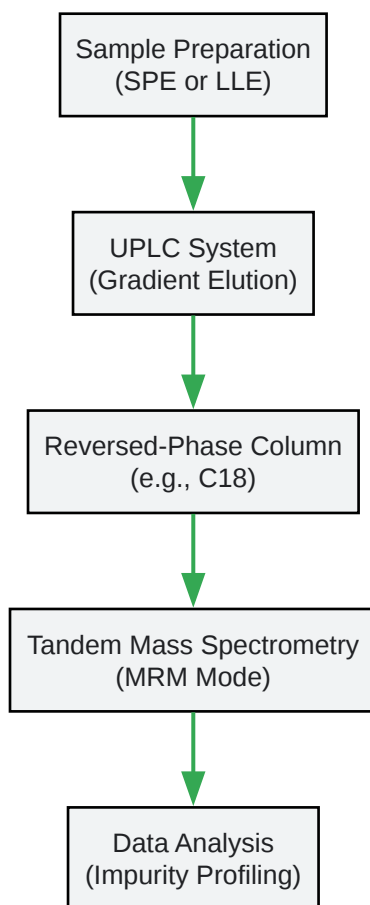 Sample Preparation
(SPE or LLE)
UPLC System
(Gradient Elution)
Reversed-Phase Column
(e.g., C18)
Tandem Mass Spectrometry
(MRM Mode)
Data Analysis
(Impurity Profiling)